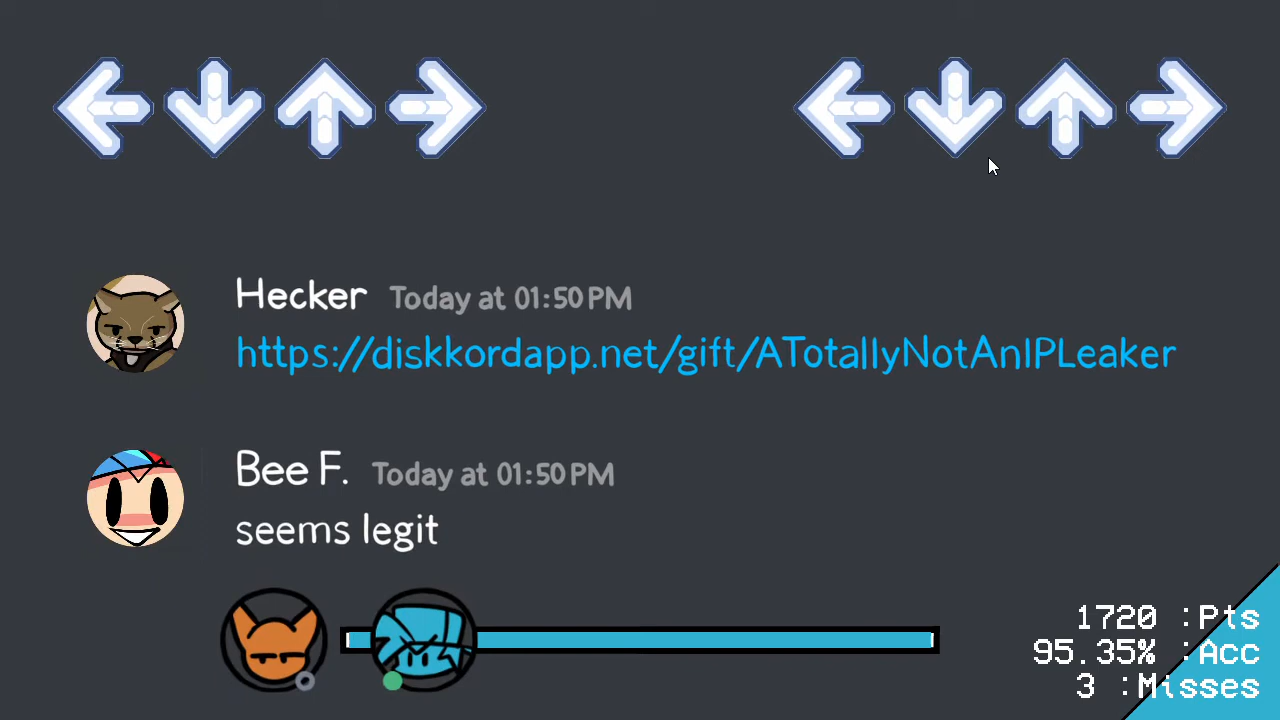 Hecker Today at 01:50 PM
https://diskkordapp.net/gift/ATotallyNotAnIPLeaker
Bee F. Today at 01:50 PM
seems legit
1720 :Pts
95.35% :Acc
3 :Misses